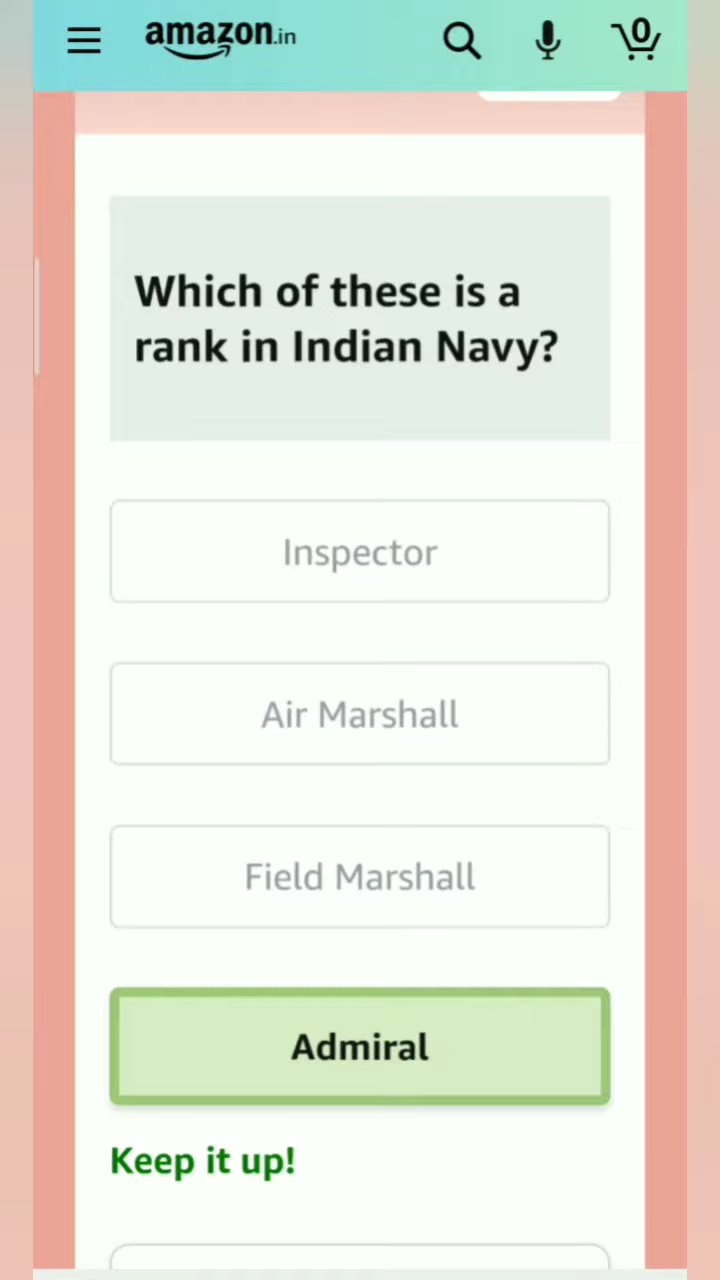 amazon.in
0
Which of these is a
rank in Indian Navy?
Inspector
Air Marshall
Field Marshall
Admiral
Keep it up!